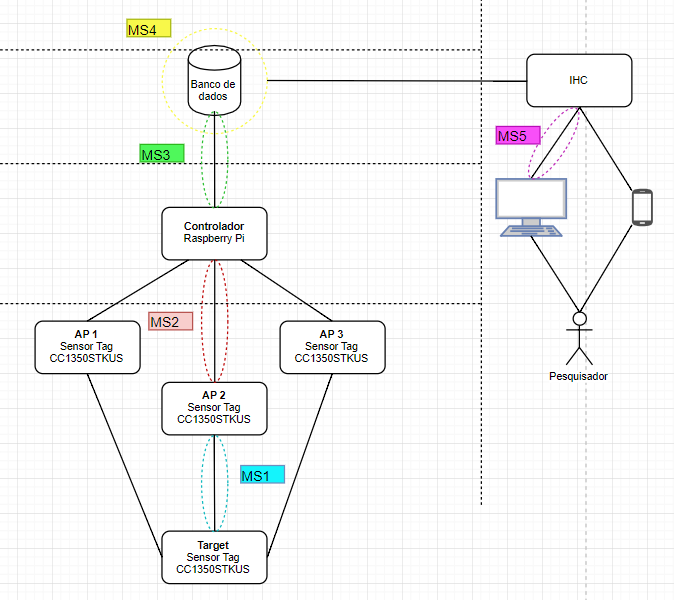 MS4
Banco de
dados
IHC
MS5
MS3
Controlador
Raspberry Pi
MS2
AP 1
Sensor Tag
CC1350STKUS
AP 3
Sensor Tag
CC1350STKUS
AP 2
Sensor Tag
CC1350STKUS
Pesquisador
MS1
Target
Sensor Tag
CC1350STKUS